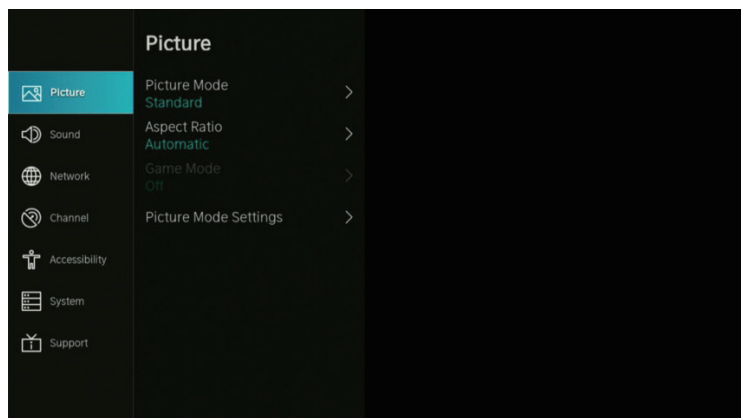 Picture
Sound
Network
Channel
Accessibility
System
Support
Picture
Picture Mode
Standard
Aspect Ratio
Automatic
Game Mode
Off
Picture Mode Settings